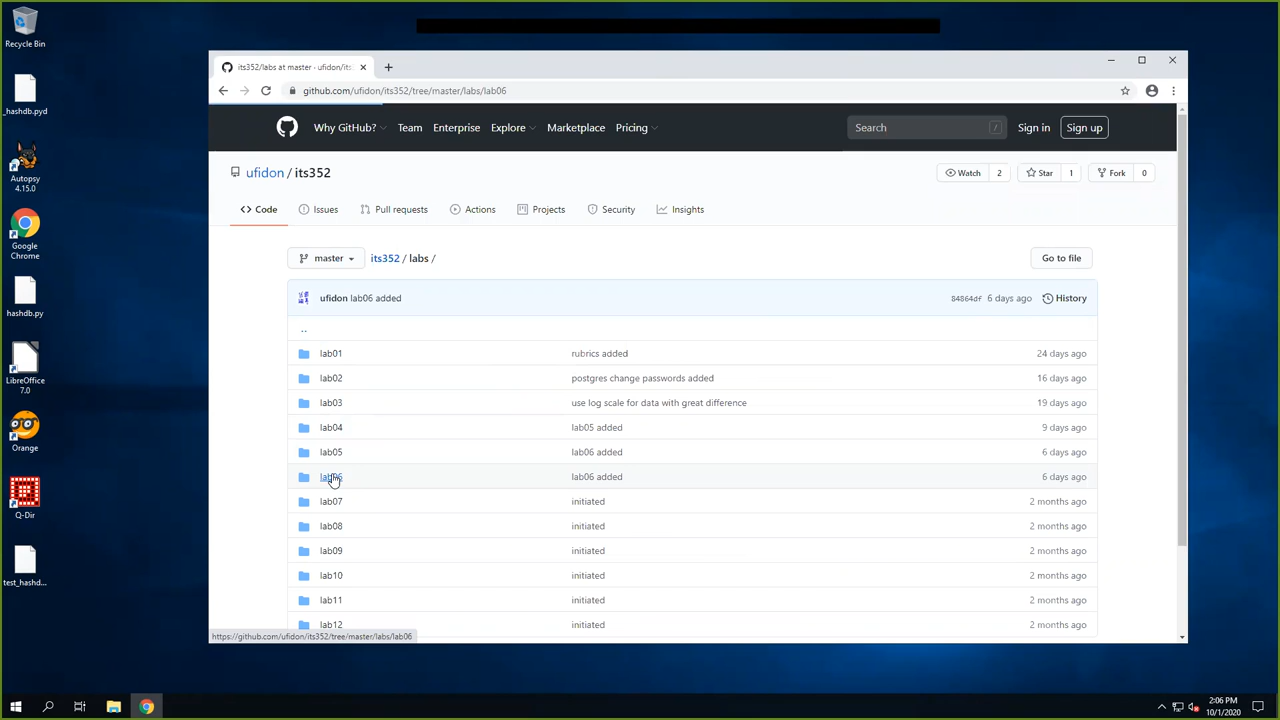 Recycle Bin
_hashdb.pyd
Autopsy
4.15.0
Google
Chrome
hashdb.py
LibreOffice
7.0
Orange
Q-Dir
test_hashd...
its352/labs at master · ufidon/its
github.com/ufidon/its352/tree/master/labs/lab06
Why GitHub? Team Enterprise Explore Marketplace Pricing Search / Sign in Sign up
ufidon / its352 Watch 2 Star 1 Fork 0
Code Issues Pull requests Actions Projects Security Insights
master its352 / labs / Go to file
ufidon lab06 added 84864df 6 days ago History
..
lab01 rubrics added 24 days ago
lab02 postgres change passwords added 16 days ago
lab03 use log scale for data with great difference 19 days ago
lab04 lab05 added 9 days ago
lab05 lab06 added 6 days ago
lab06 lab06 added 6 days ago
lab07 initiated 2 months ago
lab08 initiated 2 months ago
lab09 initiated 2 months ago
lab10 initiated 2 months ago
lab11 initiated 2 months ago
lab12 initiated 2 months ago
https://github.com/ufidon/its352/tree/master/labs/lab06
2:06 PM
10/1/2020